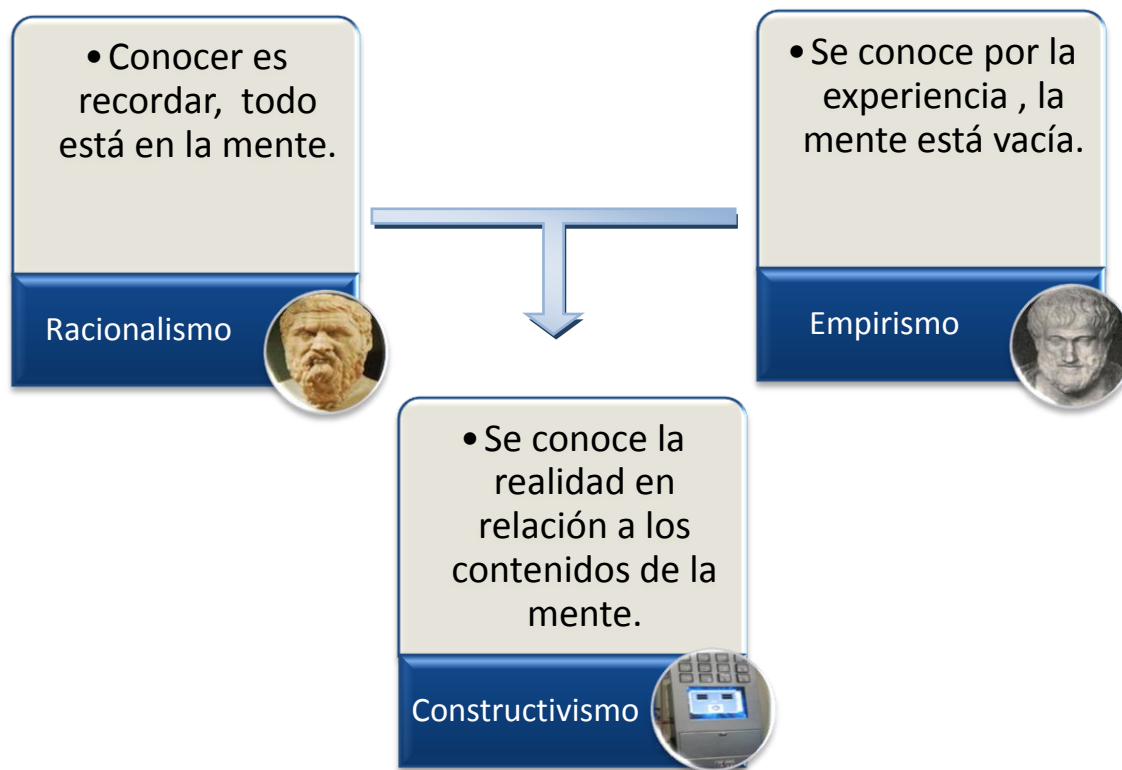 • Conocer es
recordar, todo
está en la mente.
Racionalismo
• Se conoce por la
experiencia , la
mente está vacía.
Empirismo
• Se conoce la
realidad en
relación a los
contenidos de la
mente.
Constructivismo